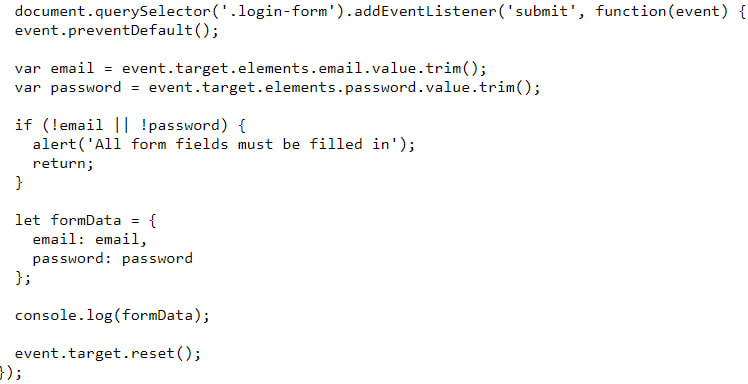 document.querySelector('.login-form').addEventListener('submit', function(event) {
event.preventDefault();

var email = event.target.elements.email.value.trim();
var password = event.target.elements.password.value.trim();

if (!email || !password) {
  alert('All form fields must be filled in');
  return;
}

let formData = {
  email: email,
  password: password
};

console.log(formData);

event.target.reset();
});